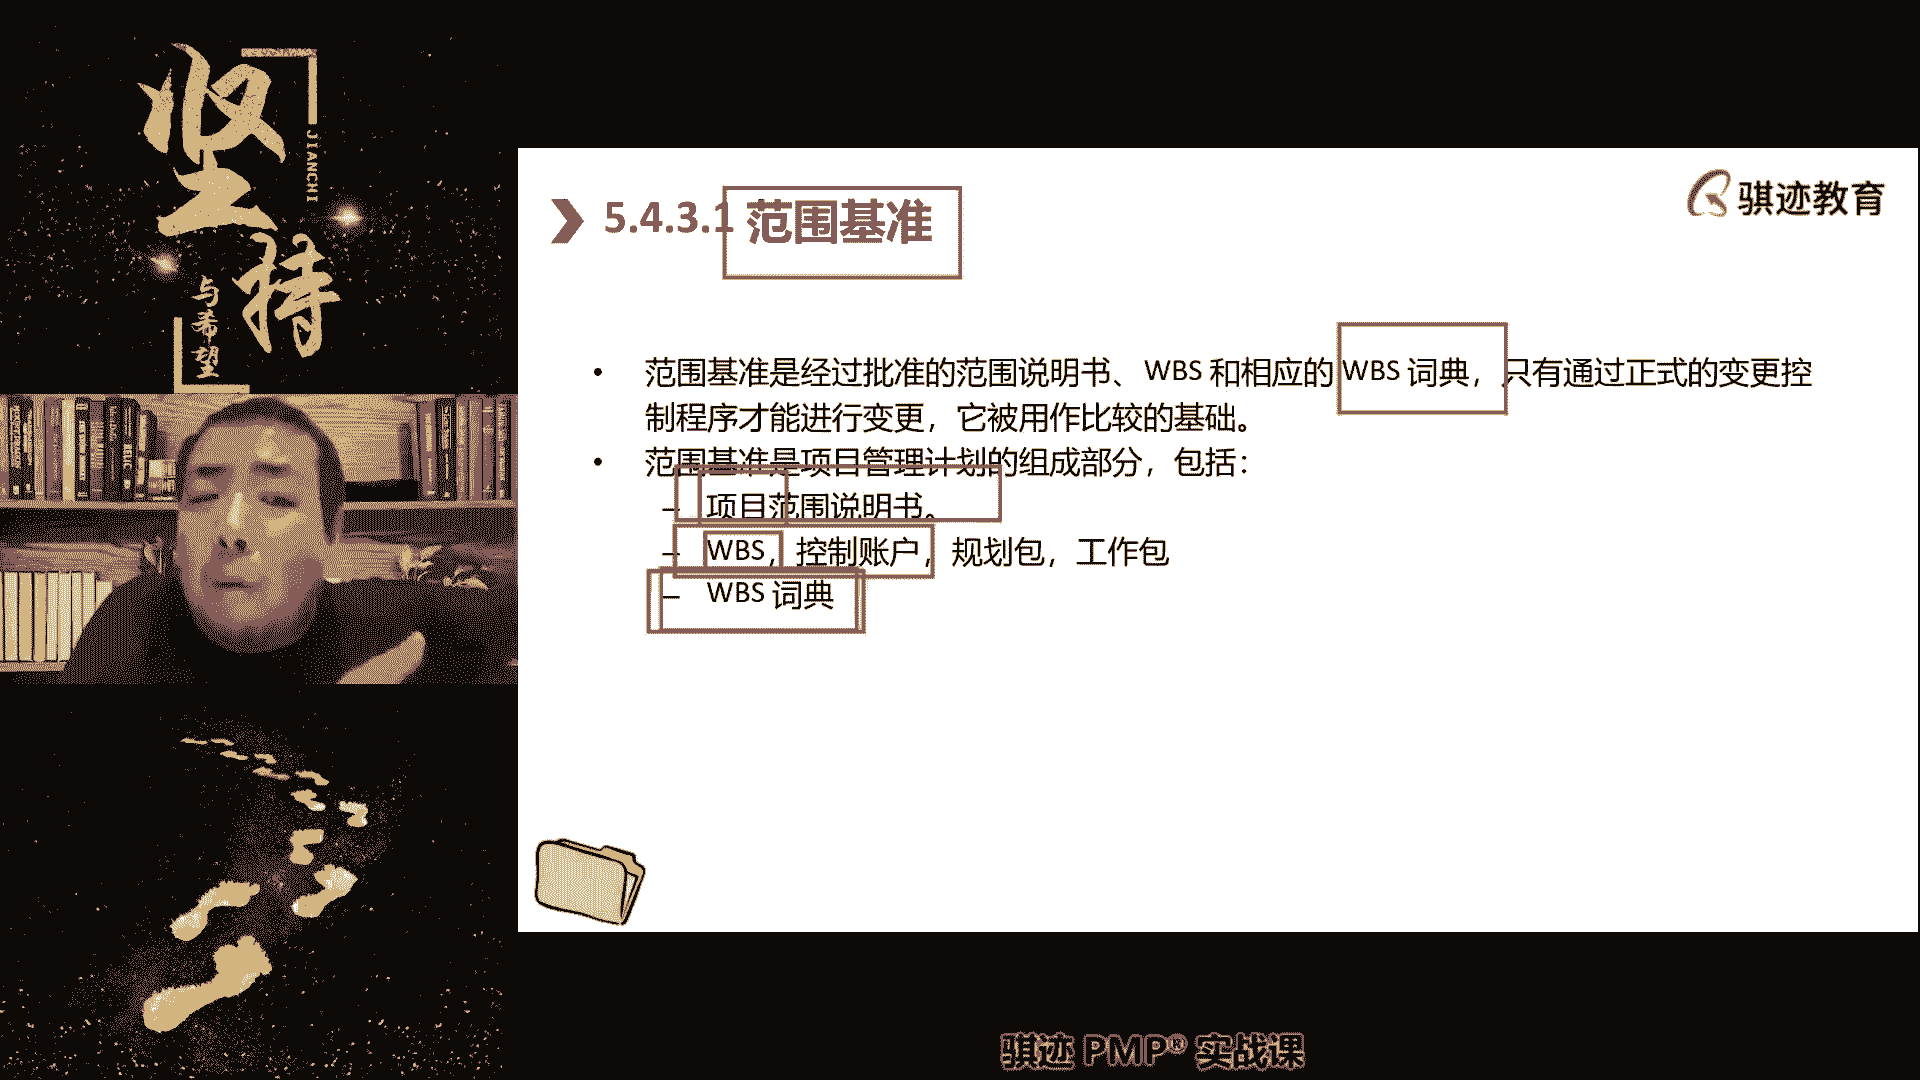 坚持
JIANCHI
与希望
骐迹教育
5.4.3.1 范围基准
• 范围基准是经过批准的范围说明书、WBS 和相应的 WBS 词典，只有通过正式的变更控
制程序才能进行变更，它被用作比较的基础。
• 范围基准是项目管理计划的组成部分，包括：
– 项目范围说明书。
– WBS，控制账户，规划包，工作包
– WBS 词典
骐迹 PMP® 实战课